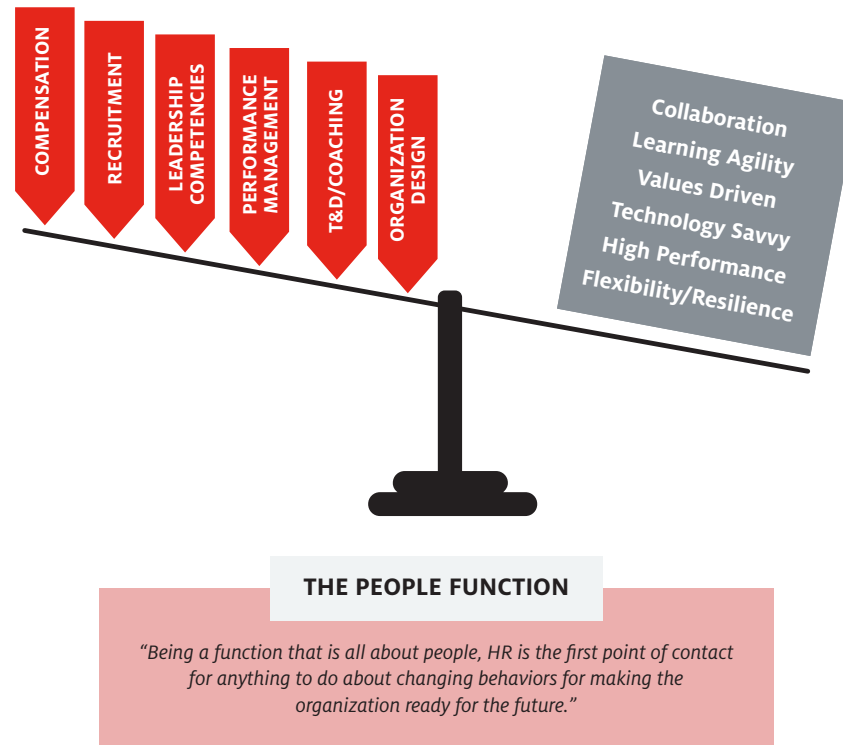 COMPENSATION
RECRUITMENT
LEADERSHIP
COMPETENCIES
PERFORMANCE
MANAGEMENT
T&D/COACHING
ORGANIZATION
DESIGN
Collaboration
Learning Agility
Values Driven
Technology Savvy
High Performance
Flexibility/Resilience
THE PEOPLE FUNCTION
“Being a function that is all about people, HR is the first point of contact
for anything to do about changing behaviors for making the
organization ready for the future.”